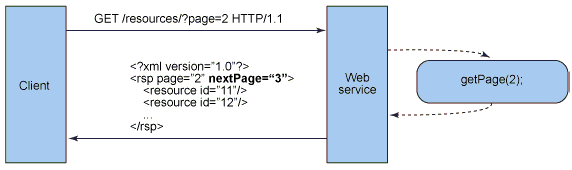 GET /resources/?page=2 HTTP/1.1
Client
<?xml version="1.0"?>
<rsp page="2" nextPage=“3”>
<resource id="11"/>
<resource id="12"/>
...
</rsp>
Web
service
getPage(2);